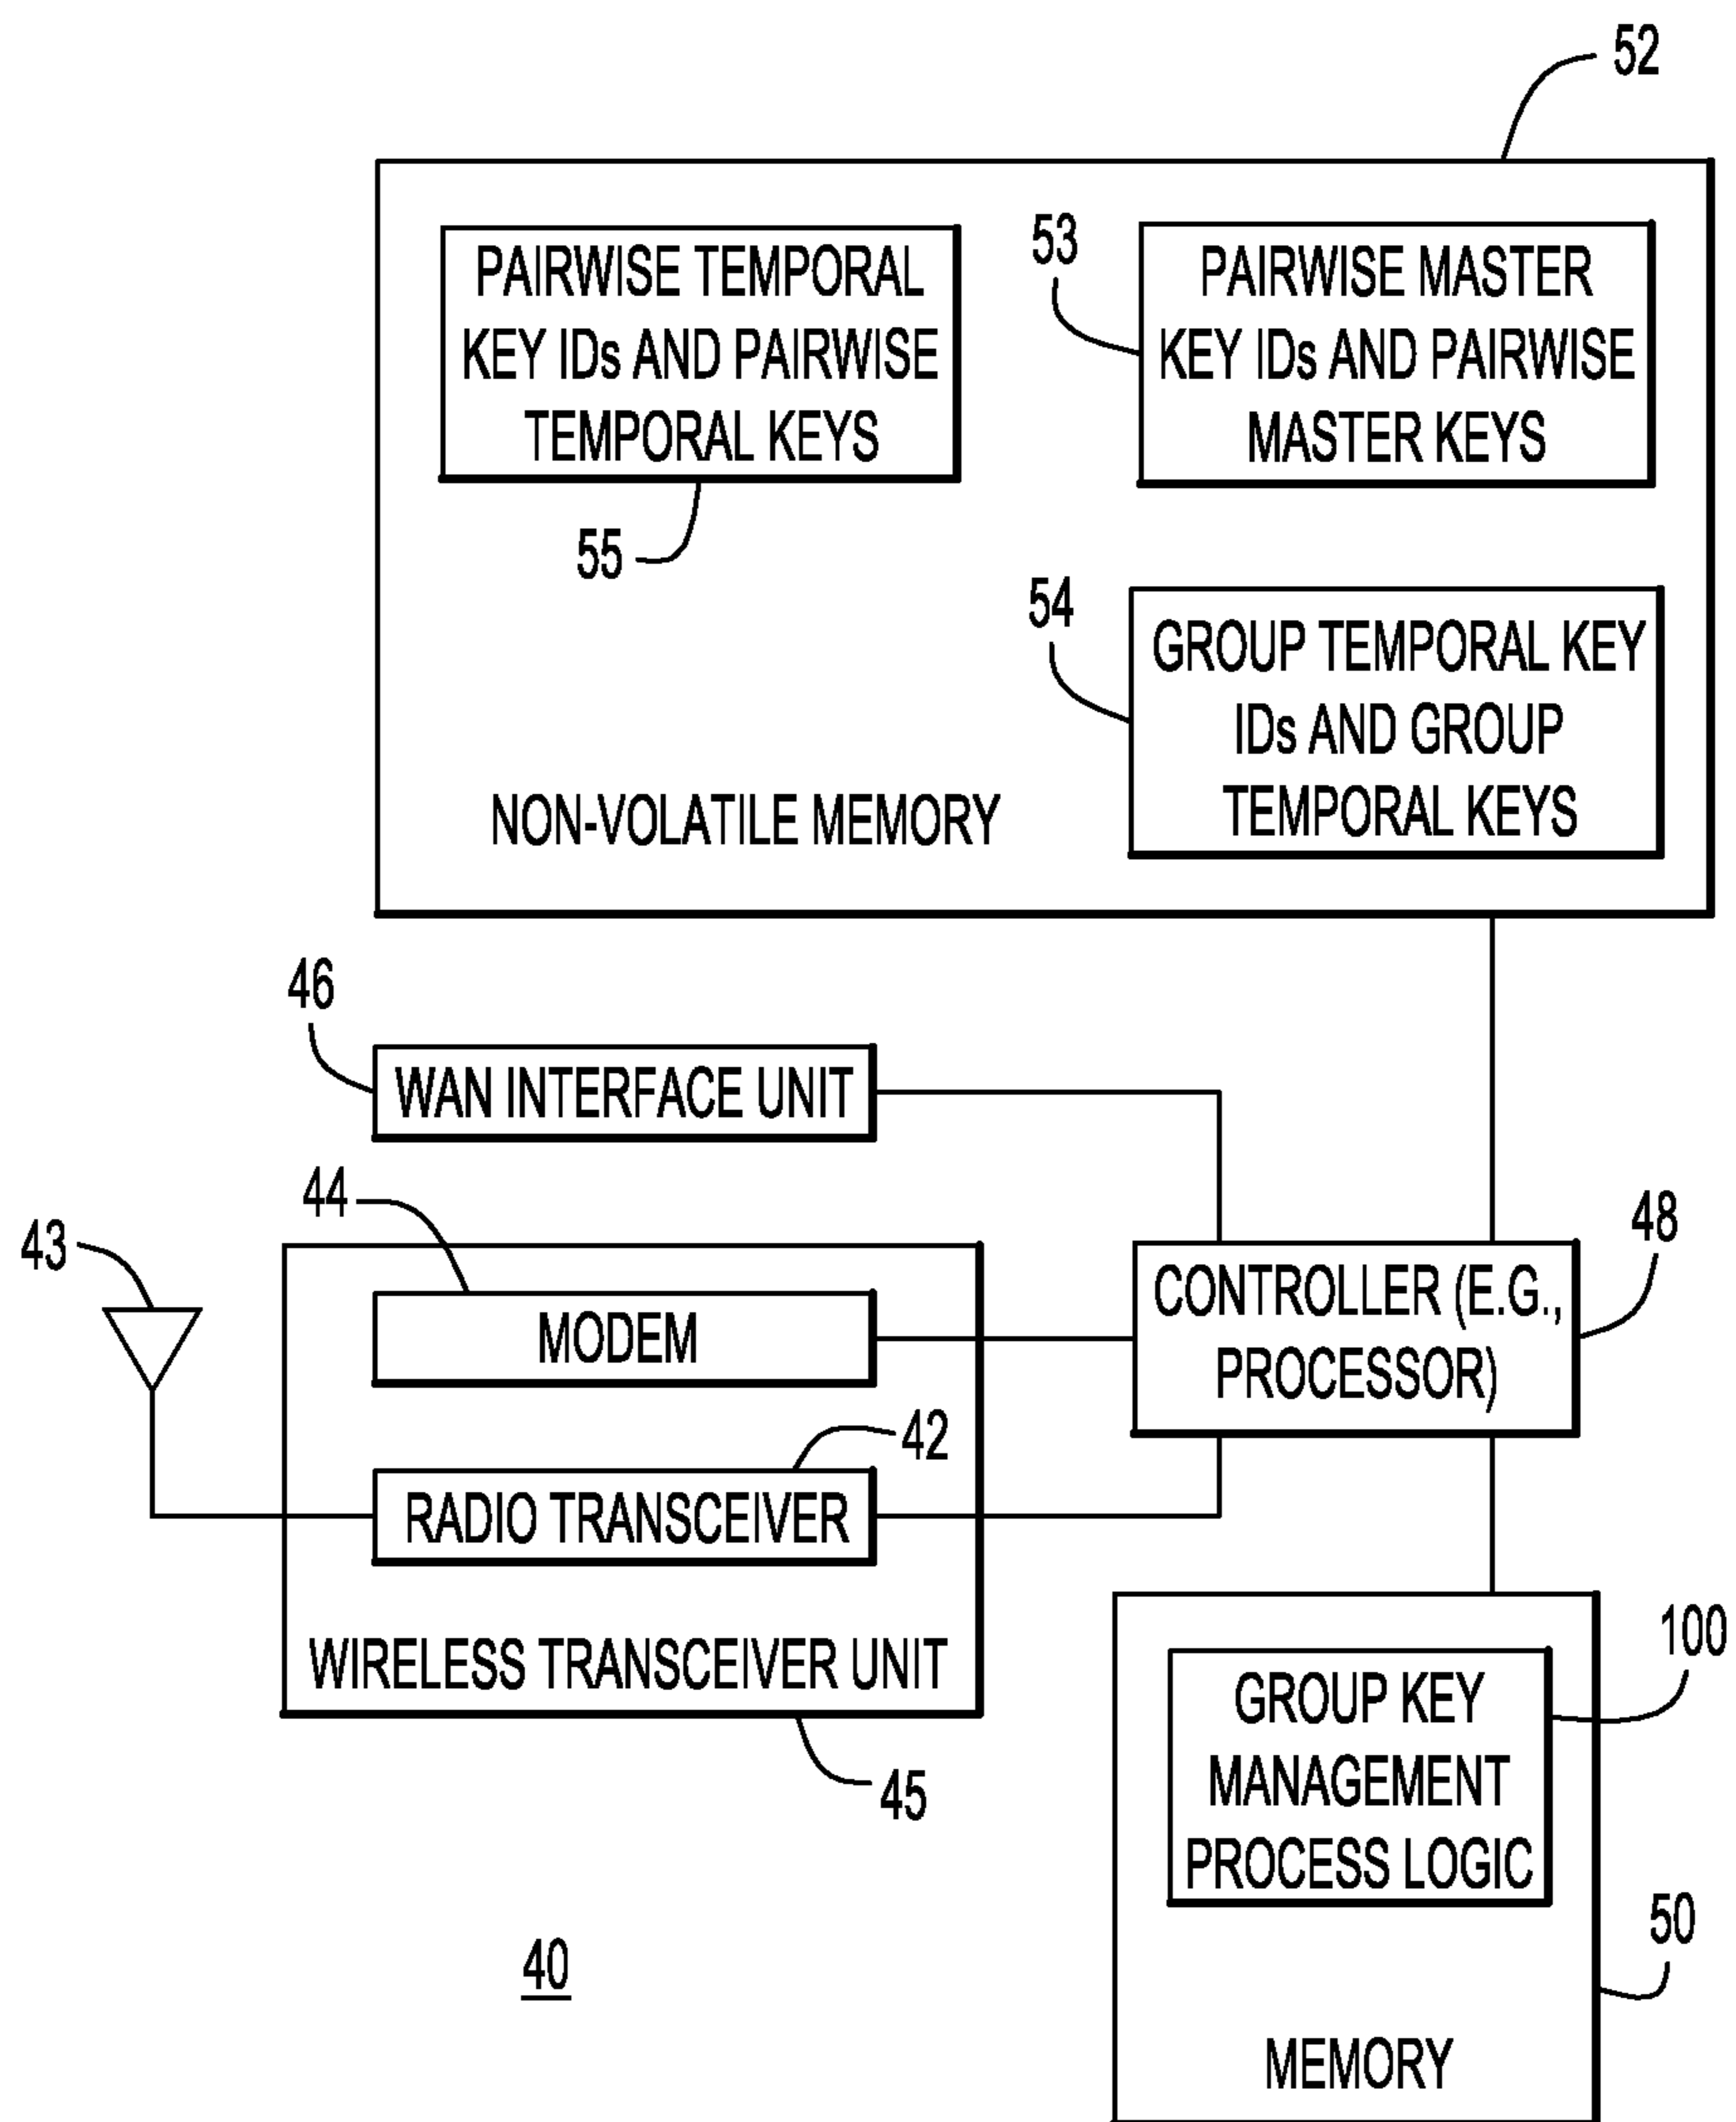 52
PAIRWISE TEMPORAL
KEY IDs AND PAIRWISE
TEMPORAL KEYS
55
53
PAIRWISE MASTER
KEY IDs AND PAIRWISE
MASTER KEYS
54
GROUP TEMPORAL KEY
IDs AND GROUP
TEMPORAL KEYS
NON-VOLATILE MEMORY
46
WAN INTERFACE UNIT
44
43
MODEM
48
CONTROLLER (E.G.,
PROCESSOR)
42
RADIO TRANSCEIVER
WIRELESS TRANSCEIVER UNIT
45
100
GROUP KEY
MANAGEMENT
PROCESS LOGIC
50
MEMORY
40